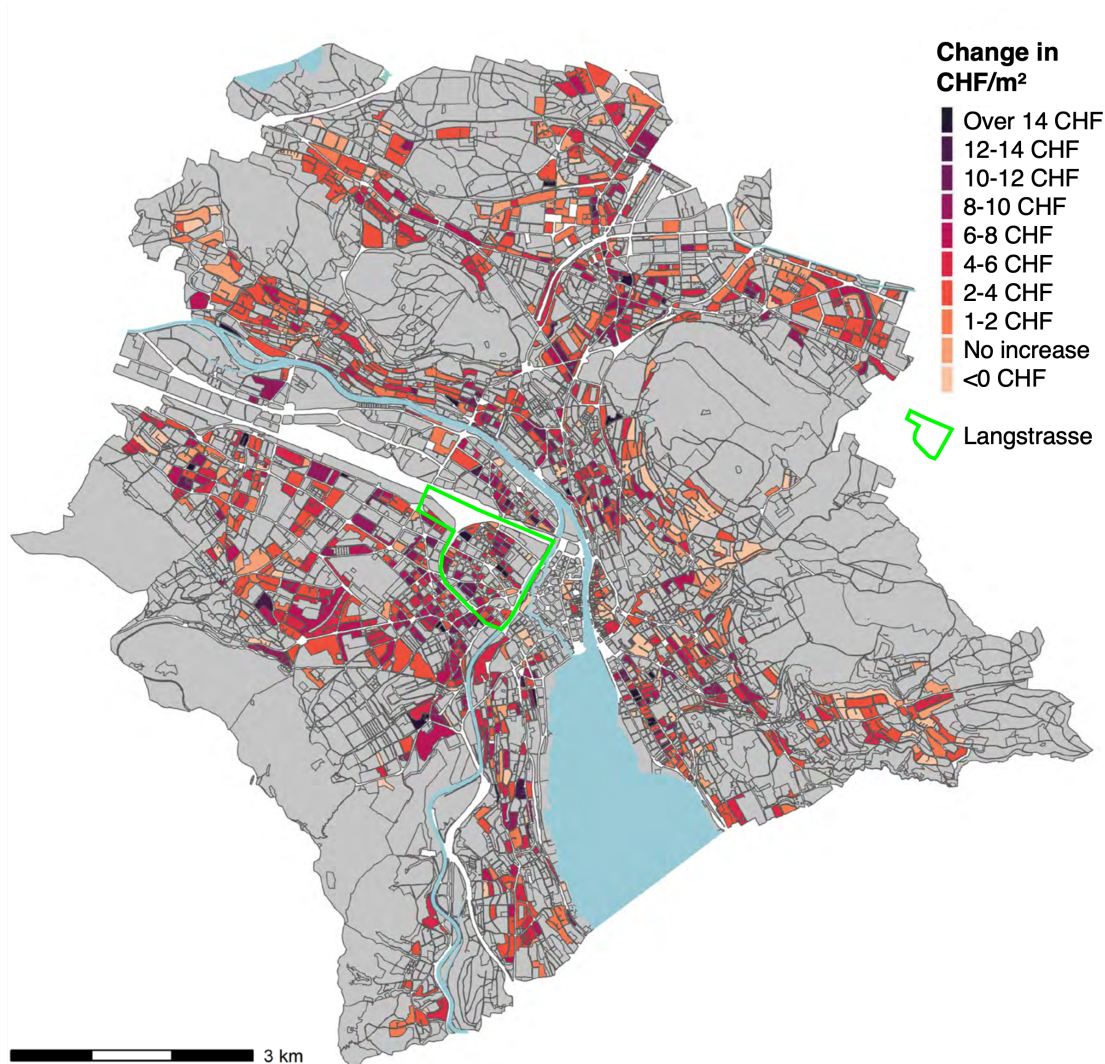 Change in
CHF/m²
Over 14 CHF
12-14 CHF
10-12 CHF
8-10 CHF
6-8 CHF
4-6 CHF
2-4 CHF
1-2 CHF
No increase
<0 CHF
Langstrasse
3 km